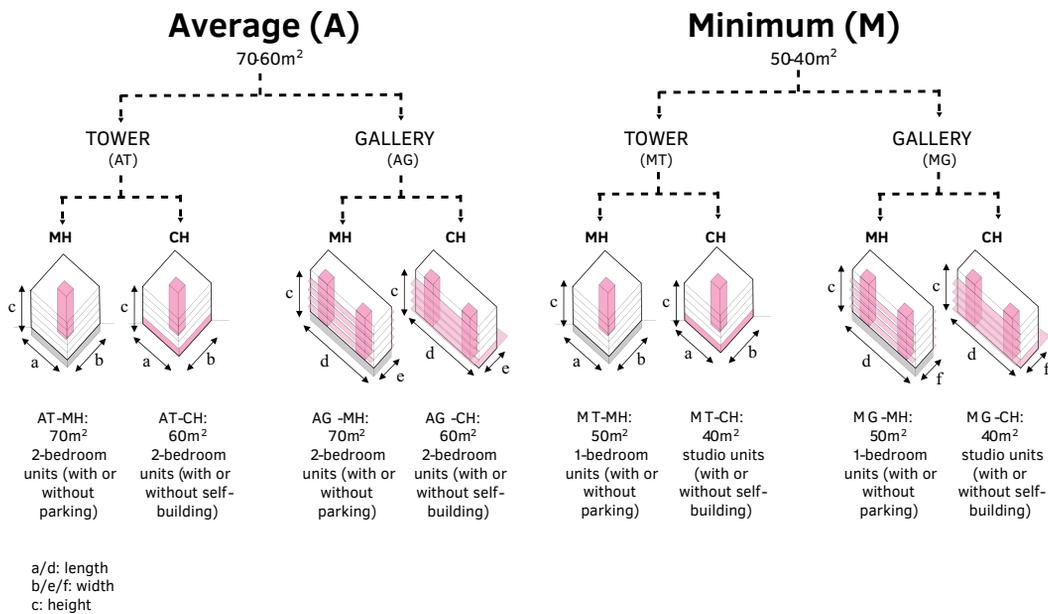 Average (A)
70-60m²
TOWER
(AT)
MH
CH
c
a
b
c
a
b
AT-MH:
70m²
2-bedroom
units (with or
without
parking)
AT-CH:
60m²
2-bedroom
units (with or
without self-
building)
GALLERY
(AG)
MH
CH
c
d
e
c
d
e
AG -MH:
70m²
2-bedroom
units (with or
without
parking)
AG -CH:
60m²
2-bedroom
units (with or
without self-
building)
Minimum (M)
50-40m²
TOWER
(MT)
MH
CH
c
a
b
c
a
b
MT-MH:
50m²
1-bedroom
units (with or
without
parking)
MT-CH:
40m²
studio units
(with or
without self-
building)
GALLERY
(MG)
MH
CH
c
d
f
c
d
f
MG-MH:
50m²
1-bedroom
units (with or
without
parking)
MG-CH:
40m²
studio units
(with or
without self-
building)
a/d: length
b/e/f: width
c: height